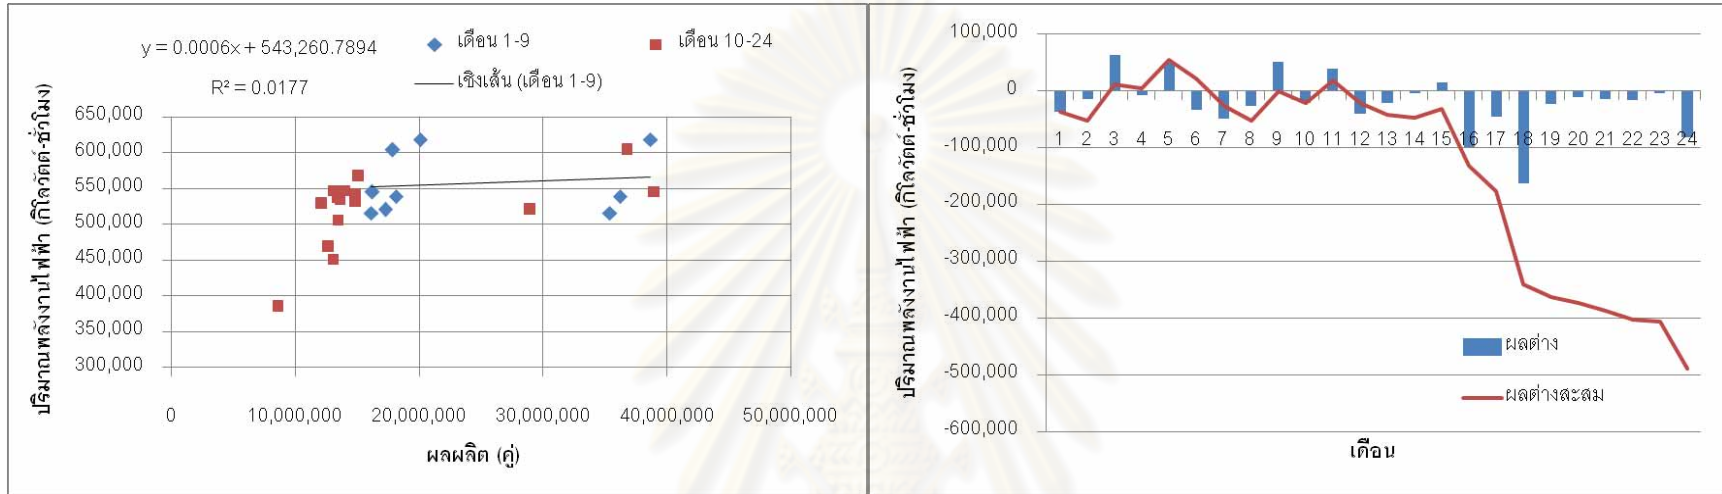 y = 0.0006x + 543,260.7894
R² = 0.0177
เดือน 1-9
เดือน 10-24
เชิงเส้น (เดือน 1-9)
ปริมาณพลังงานไฟฟ้า (กิโลวัตต์-ชั่วโมง)
650,000
600,000
550,000
500,000
450,000
400,000
350,000
300,000
0 10,000,000 20,000,000 30,000,000 40,000,000 50,000,000
ผลผลิต (คู่)
ปริมาณพลังงานไฟฟ้า (กิโลวัตต์-ชั่วโมง)
100,000
0
-100,000
-200,000
-300,000
-400,000
-500,000
-600,000
1 2 3 4 5 6 7 8 9 10 11 12 13 14 15 16 17 18 19 20 21 22 23 24
ผลต่าง
ผลต่างสะสม
เดือน